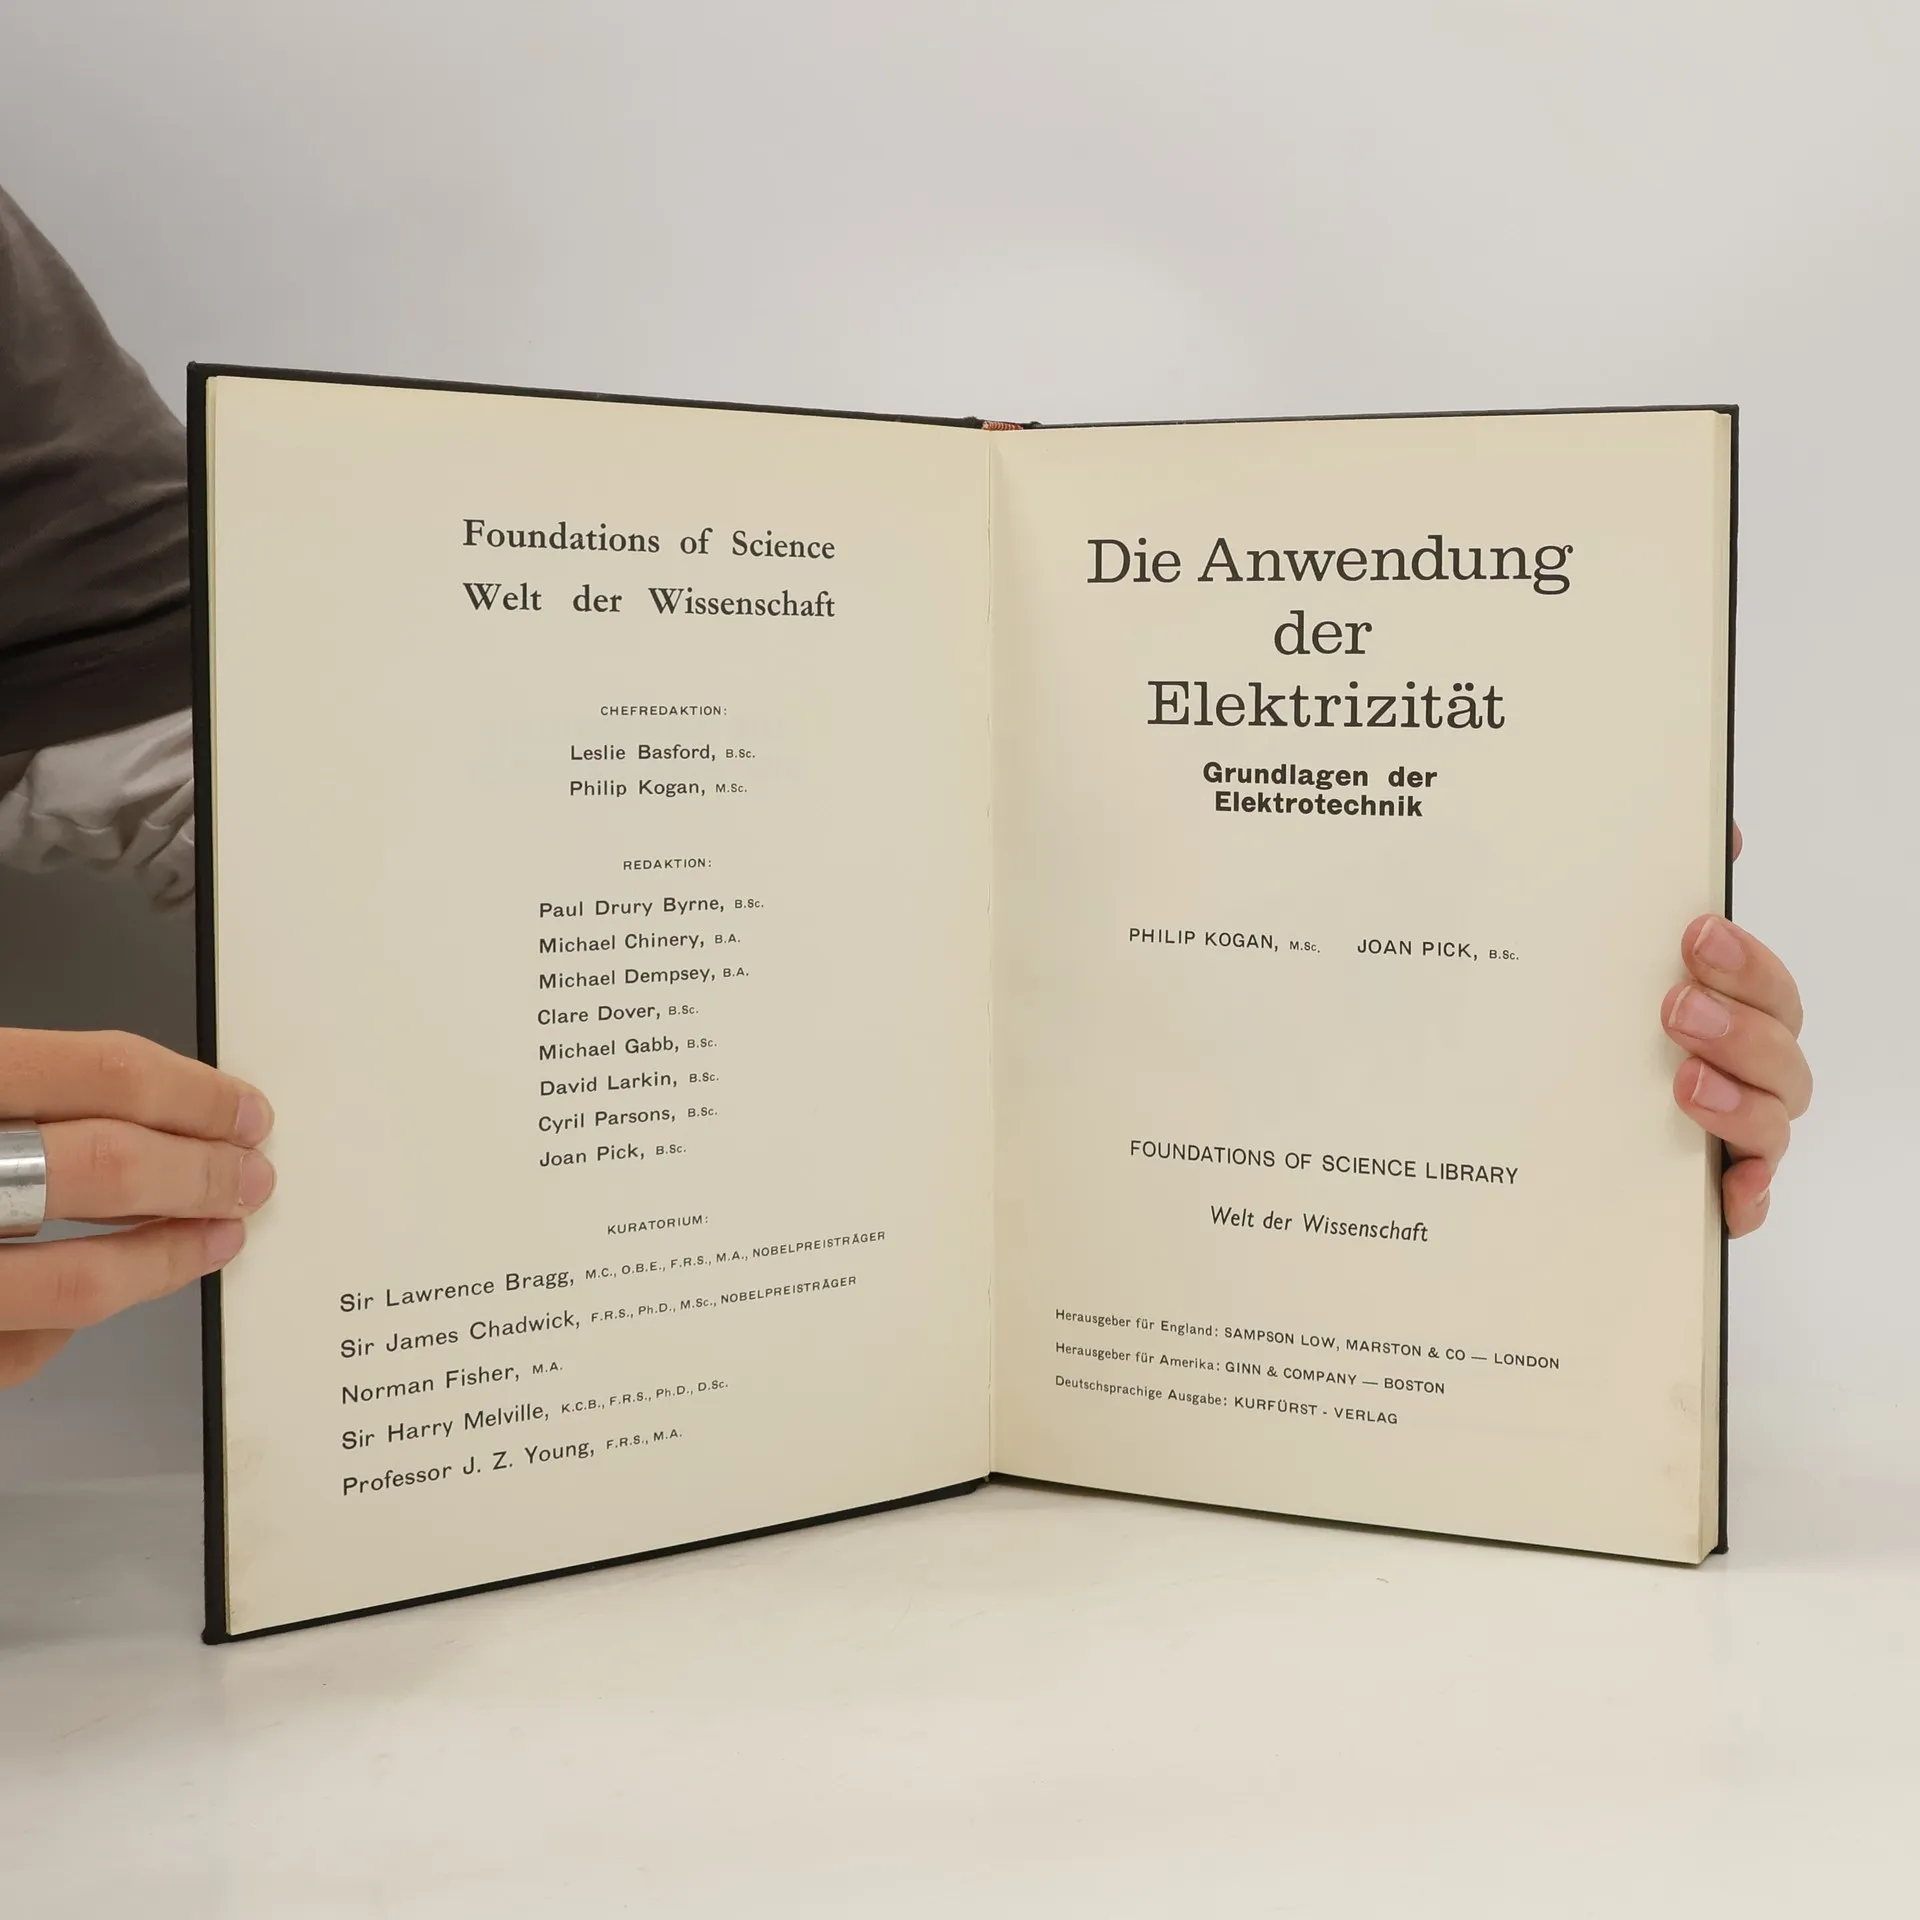 Foundations of Science
Welt der Wissenschaft
CHEFREDAKTION:
Leslie Basford, B.Sc.
Philip Kogan, M.Sc.
REDAKTION:
Paul Drury Byrne, B.Sc.
Michael Chinery, B.A.
Michael Dempsey, B.A.
Clare Dover, B.Sc.
Michael Gabb, B.Sc.
David Larkin, B.Sc.
Cyril Parsons, B.Sc.
Joan Pick, B.Sc.
KURATORIUM:
Sir Lawrence Bragg, M.C., O.B.E., F.R.S., M.A., NOBELPREISTRÄGER
Sir James Chadwick, F.R.S., Ph.D., M.Sc., NOBELPREISTRÄGER
Norman Fisher, M.A.
Sir Harry Melville, K.C.B., F.R.S., Ph.D., D.Sc.
Professor J. Z. Young, F.R.S., M.A.
Die Anwendung
der
Elektrizität
Grundlagen der
Elektrotechnik
PHILIP KOGAN, M.Sc. JOAN PICK, B.Sc.
FOUNDATIONS OF SCIENCE LIBRARY
Welt der Wissenschaft
Herausgeber für England: SAMPSON LOW, MARSTON & CO — LONDON
Herausgeber für Amerika: GINN & COMPANY — BOSTON
Deutschsprachige Ausgabe: KURFÜRST - VERLAG